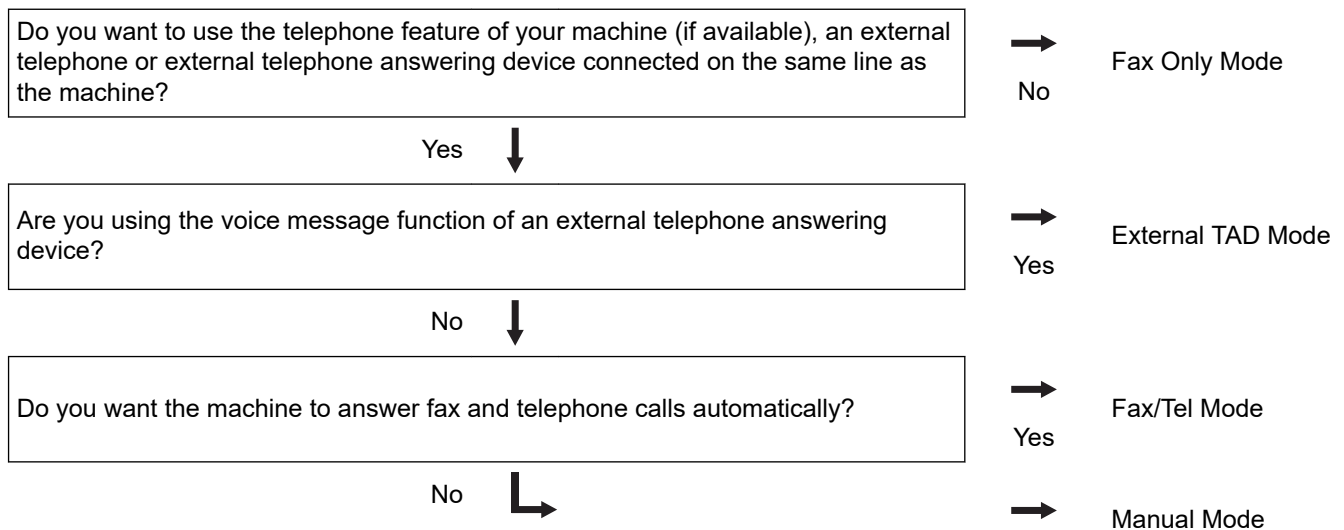 Do you want to use the telephone feature of your machine (if available), an external
telephone or external telephone answering device connected on the same line as
the machine?
No
Fax Only Mode
Yes
Are you using the voice message function of an external telephone answering
device?
Yes
External TAD Mode
No
Do you want the machine to answer fax and telephone calls automatically?
Yes
Fax/Tel Mode
No
Manual Mode